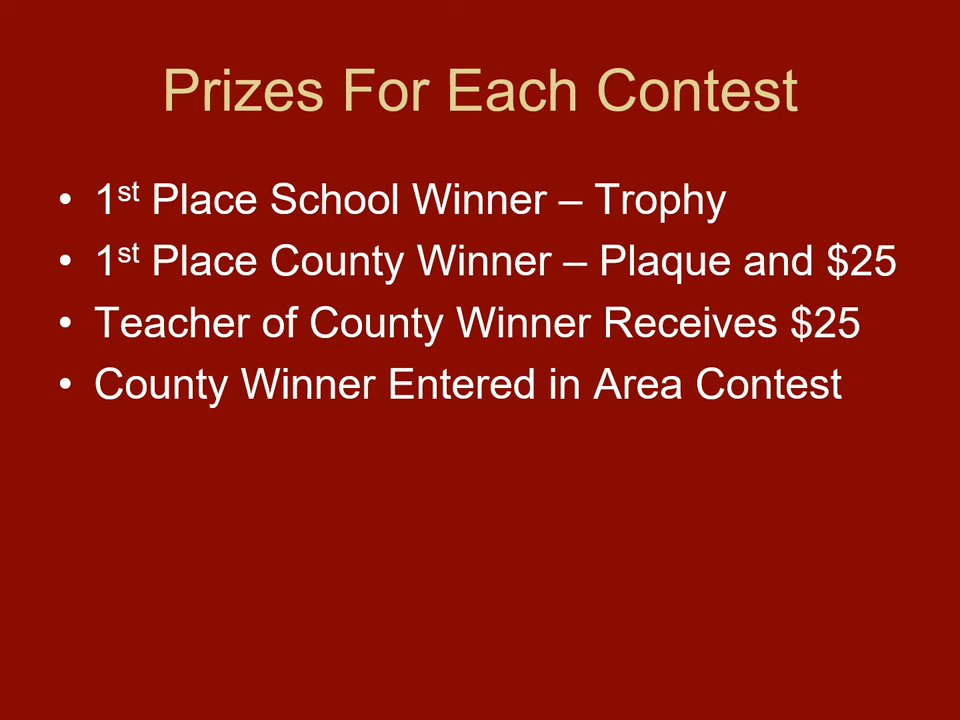 Prizes For Each Contest
• 1st Place School Winner – Trophy
• 1st Place County Winner – Plaque and $25
• Teacher of County Winner Receives $25
• County Winner Entered in Area Contest